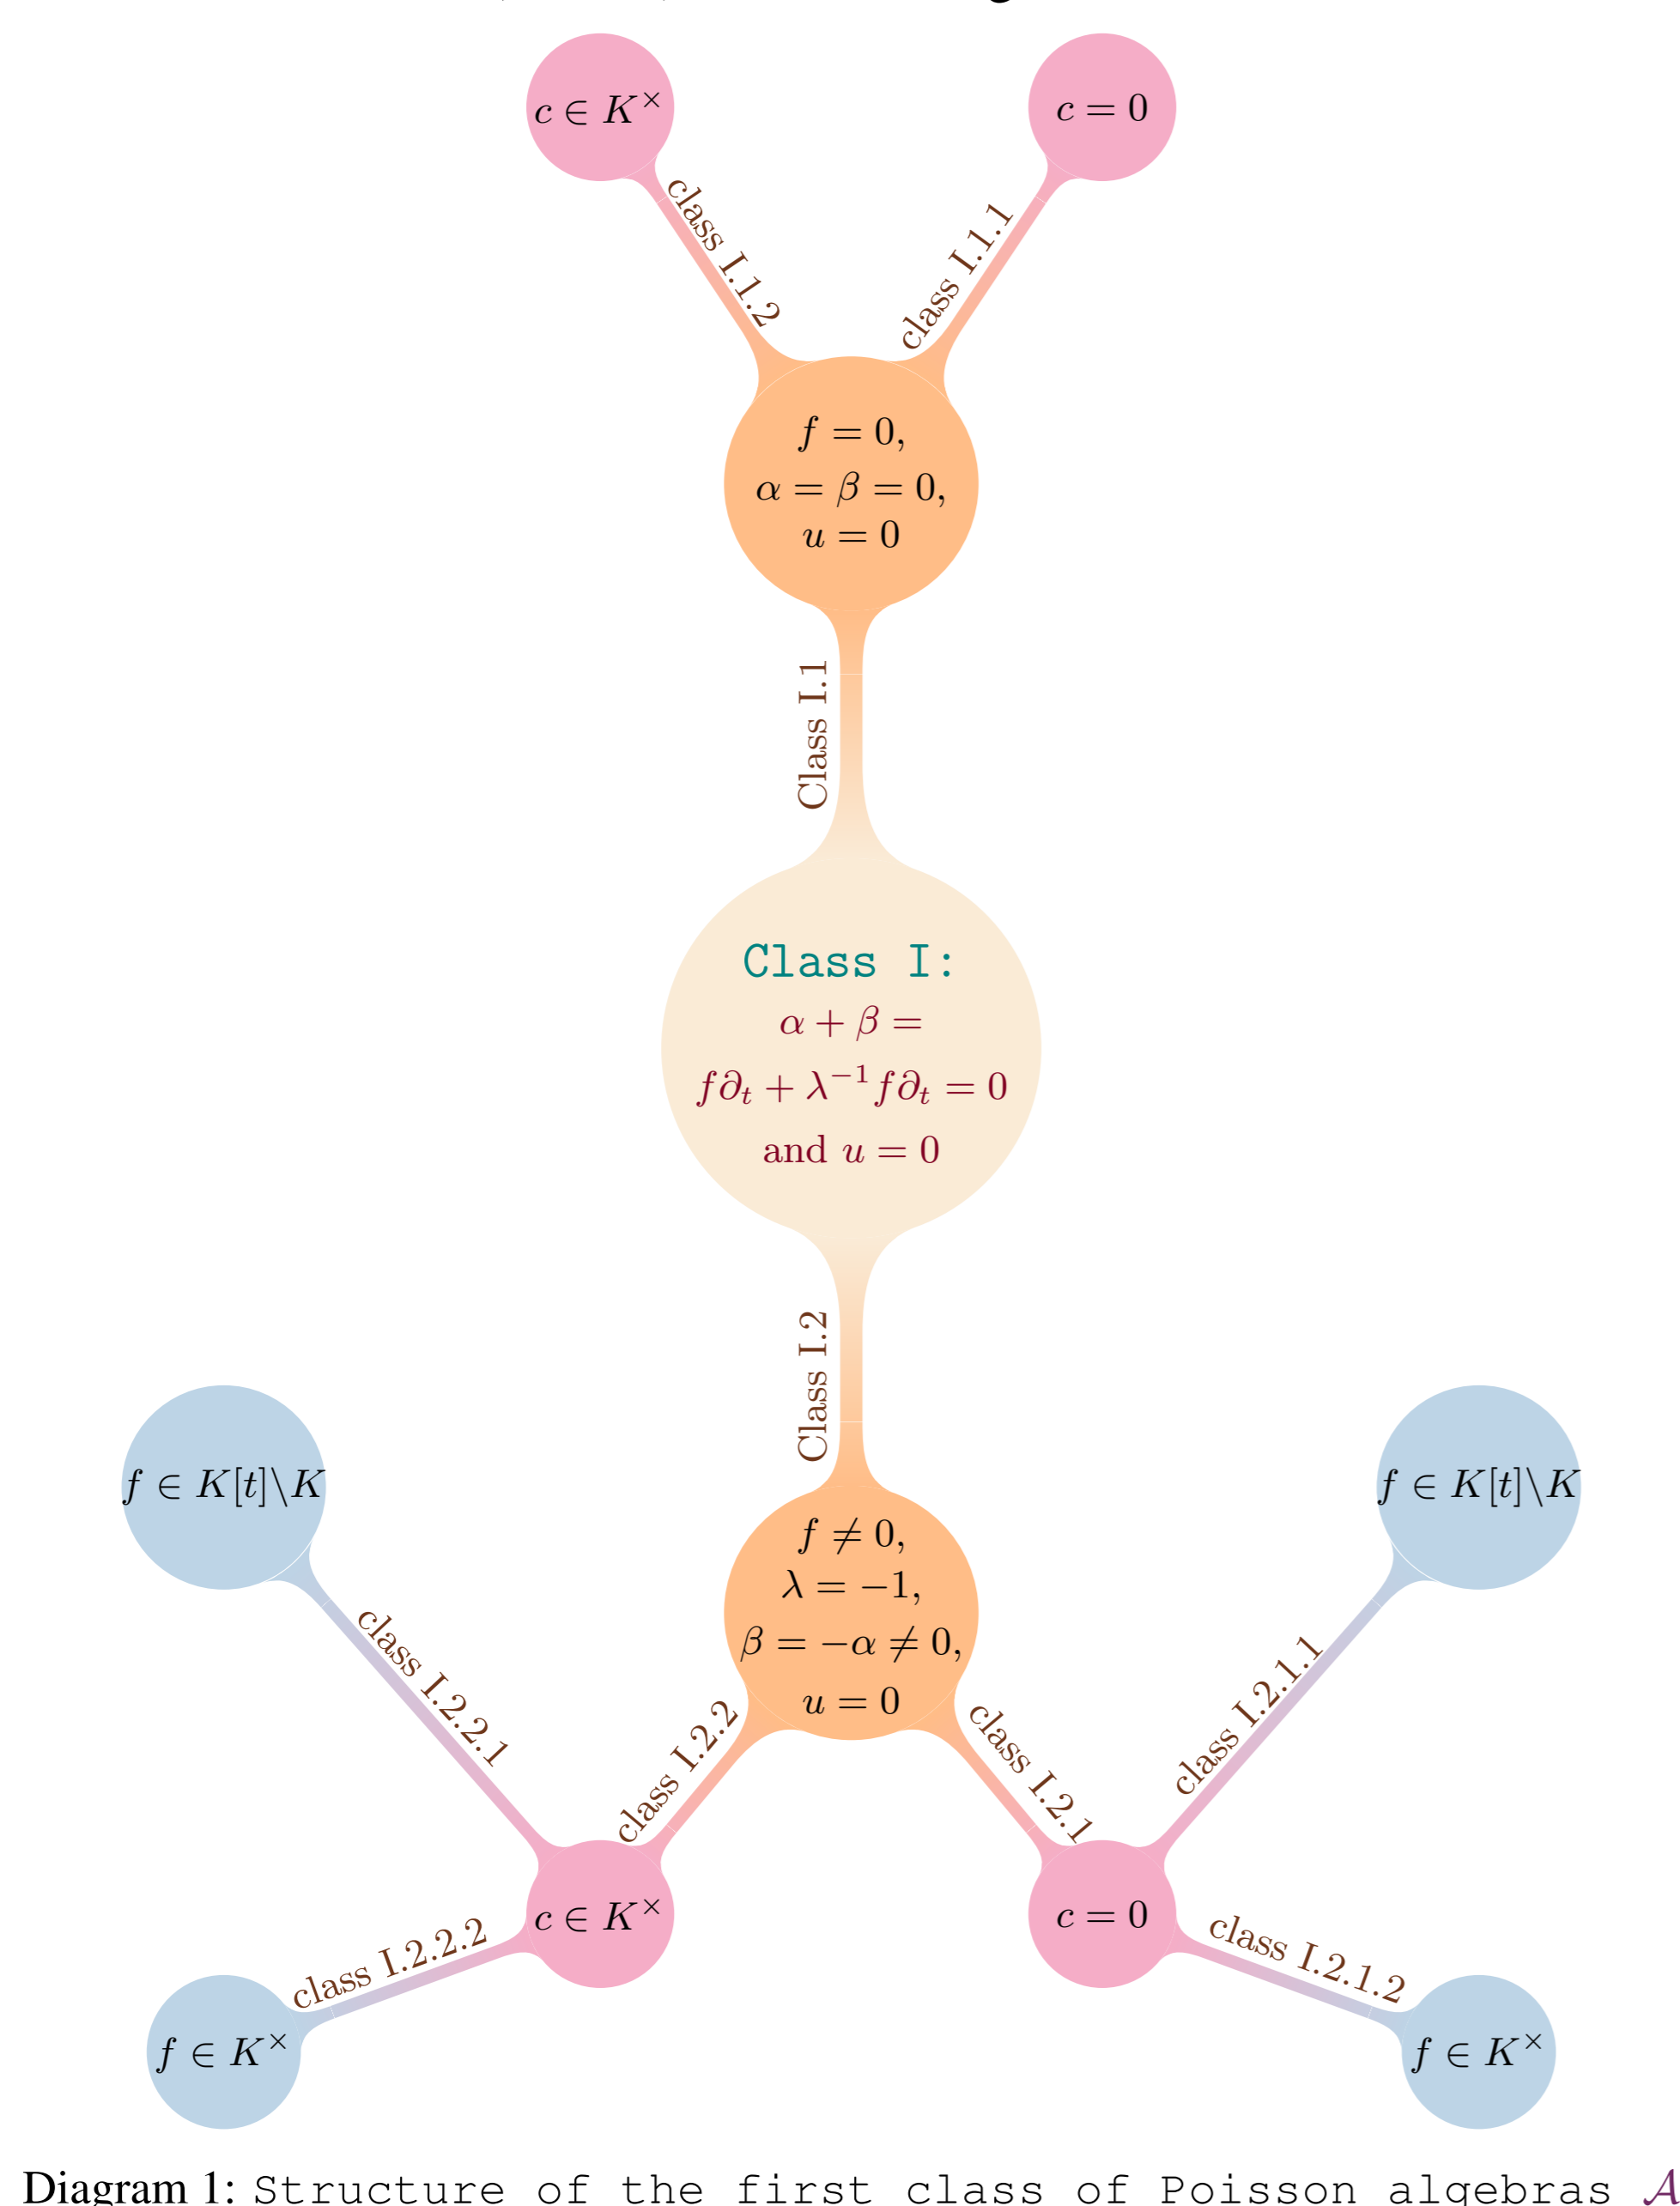 c ∈ K^×
c = 0
class I.1.2
class I.1.1
f = 0,
α = β = 0,
u = 0
Class I.1
Class I:
α + β =
f∂_t + λ^{-1}f∂_t = 0
and u = 0
Class I.2
f ∈ K[t]\K
f ∈ K[t]\K
f ≠ 0,
λ = −1,
β = −α ≠ 0,
u = 0
class I.2.2.1
class I.2.2
class I.2.1
class I.2.1.1
c ∈ K^×
c = 0
class I.2.2.2
class I.2.1.2
f ∈ K^×
f ∈ K^×
Diagram 1: Structure of the first class of Poisson algebras 𝒜